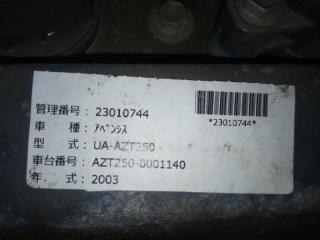 管理番号: 23010744
車　種: ｱﾍﾞﾝｼｽ
型　式: UA-AZT250
車台番号: AZT250-0001140
年.　式: 2003
*23010744*